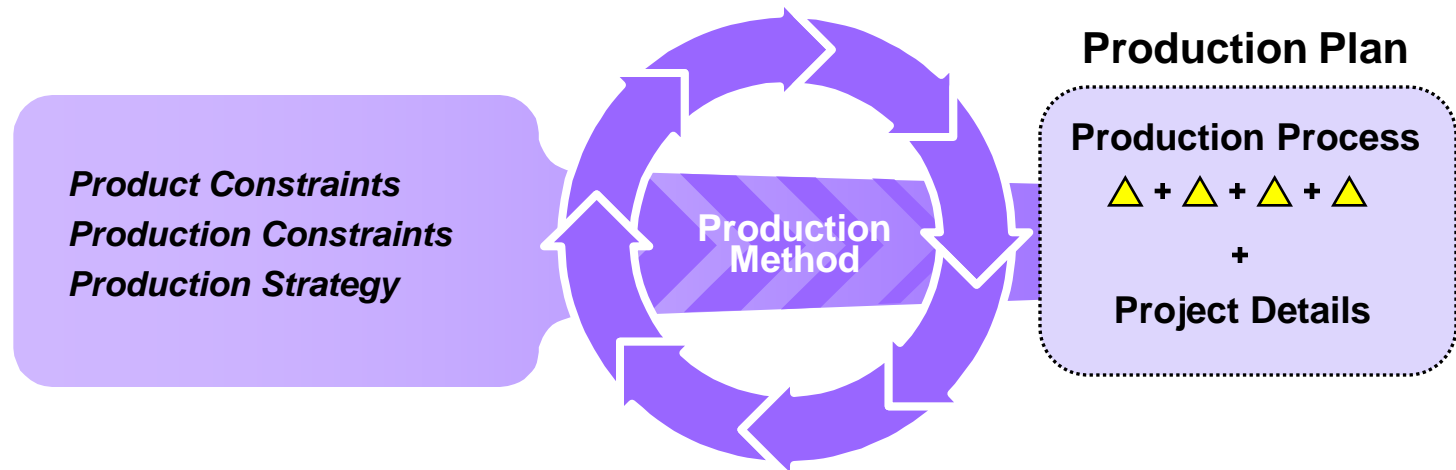 Product Constraints
Production Constraints
Production Strategy
Production
Method
Production Plan
Production Process
+ + +
+
Project Details